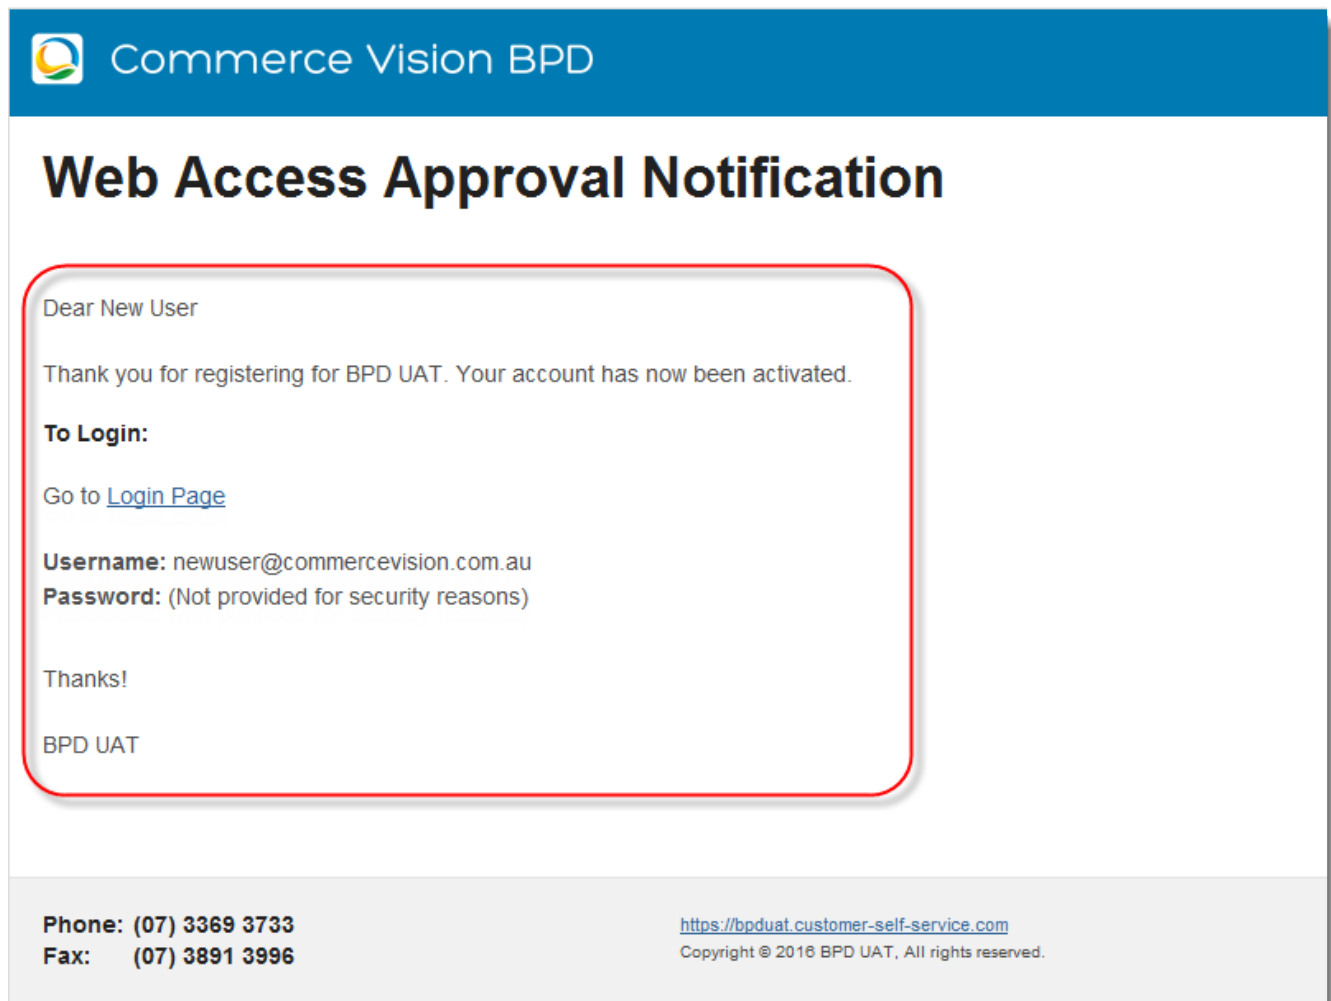 Commerce Vision BPD
Web Access Approval Notification
Dear New User
Thank you for registering for BPD UAT. Your account has now been activated.
To Login:
Go to Login Page
Username: newuser@commercevision.com.au
Password: (Not provided for security reasons)
Thanks!
BPD UAT
Phone: (07) 3369 3733
Fax: (07) 3891 3996
https://bpduat.customer-self-service.com
Copyright © 2016 BPD UAT, All rights reserved.